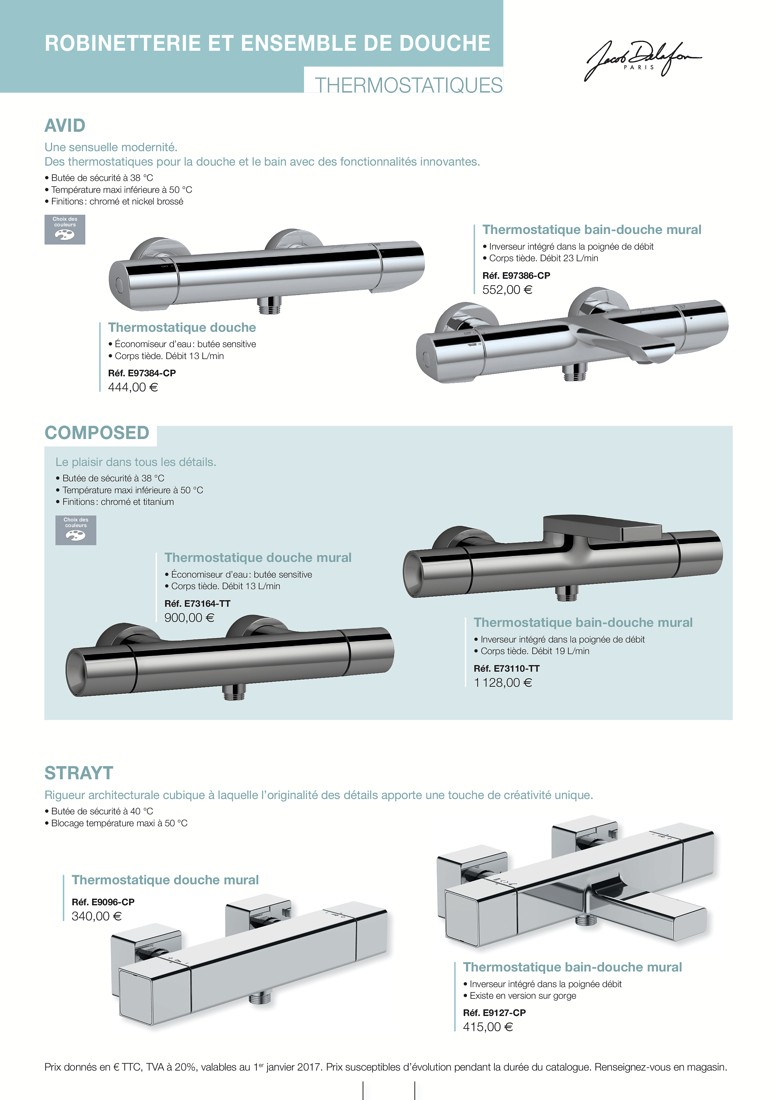 ROBINETTERIE ET ENSEMBLE DE DOUCHE
THERMOSTATIQUES
Jacob Delafon
PARIS
AVID
Une sensuelle modernité.
Des thermostatiques pour la douche et le bain avec des fonctionnalités innovantes.
• Butée de sécurité à 38 °C
• Température maxi inférieure à 50 °C
• Finitions : chromé et nickel brossé
Choix des
couleurs
Thermostatique bain-douche mural
• Inverseur intégré dans la poignée de débit
• Corps tiède. Débit 23 L/min
Réf. E97386-CP
552,00 €
Thermostatique douche
• Économiseur d'eau : butée sensitive
• Corps tiède. Débit 13 L/min
Réf. E97384-CP
444,00 €
COMPOSED
Le plaisir dans tous les détails.
• Butée de sécurité à 38 °C
• Température maxi inférieure à 50 °C
• Finitions : chromé et titanium
Choix des
couleurs
Thermostatique douche mural
• Économiseur d'eau : butée sensitive
• Corps tiède. Débit 13 L/min
Réf. E73164-TT
900,00 €
Thermostatique bain-douche mural
• Inverseur intégré dans la poignée de débit
• Corps tiède. Débit 19 L/min
Réf. E73110-TT
1 128,00 €
STRAYT
Rigueur architecturale cubique à laquelle l'originalité des détails apporte une touche de créativité unique.
• Butée de sécurité à 40 °C
• Blocage température maxi à 50 °C
Thermostatique douche mural
Réf. E9096-CP
340,00 €
Thermostatique bain-douche mural
• Inverseur intégré dans la poignée débit
• Existe en version sur gorge
Réf. E9127-CP
415,00 €
Prix donnés en € TTC, TVA à 20%, valables au 1er janvier 2017. Prix susceptibles d'évolution pendant la durée du catalogue. Renseignez-vous en magasin.